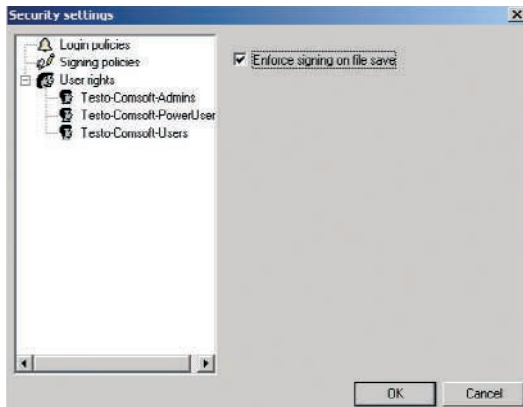 Security settings
Login policies
Signing policies
User rights
Testo-Comsoft-Admins
Testo-Comsoft-PowerUser
Testo-Comsoft-Users
Enforce signing on file save
OK
Cancel